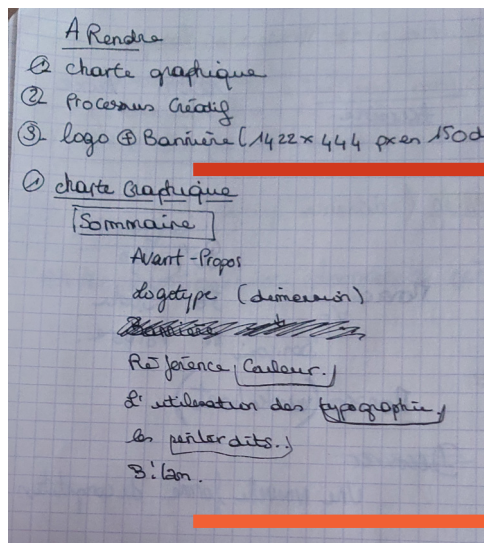 A Rendre
① charte graphique
② Processus Créatif
③ logo ⊕ Bannière (1422 x 444 px en 150d
① charte Graphique
Sommaire
Avant-Propos
Logotype (dimension)
Référence Couleur.
L'utilisation des typographie.
les interdits.
Bilan.